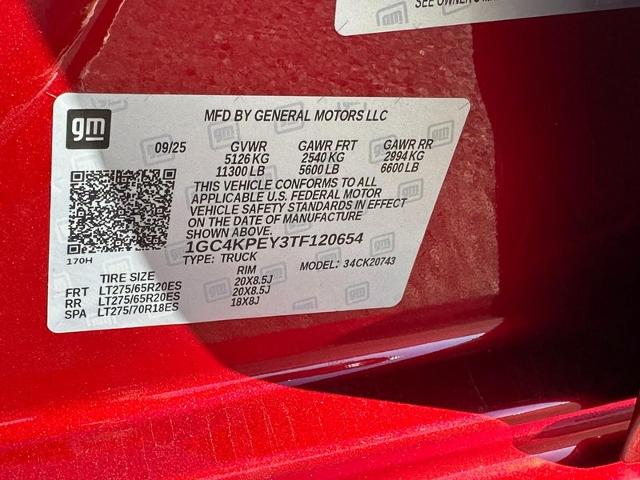 SEE OWNER'S
gm
MFD BY GENERAL MOTORS LLC
09/25 GVWR GAWR FRT GAWR RR
5126 KG 2540 KG 2994 KG
11300 LB 5600 LB 6600 LB
THIS VEHICLE CONFORMS TO ALL
APPLICABLE U.S. FEDERAL MOTOR
VEHICLE SAFETY STANDARDS IN EFFECT
ON THE DATE OF MANUFACTURE
SHOWN ABOVE.
1GC4KPEY3TF120654
170H TYPE: TRUCK MODEL: 34CK20743
TIRE SIZE RIM
FRT LT275/65R20ES 20X8.5J
RR LT275/65R20ES 20X8.5J
SPA LT275/70R18ES 18X8J